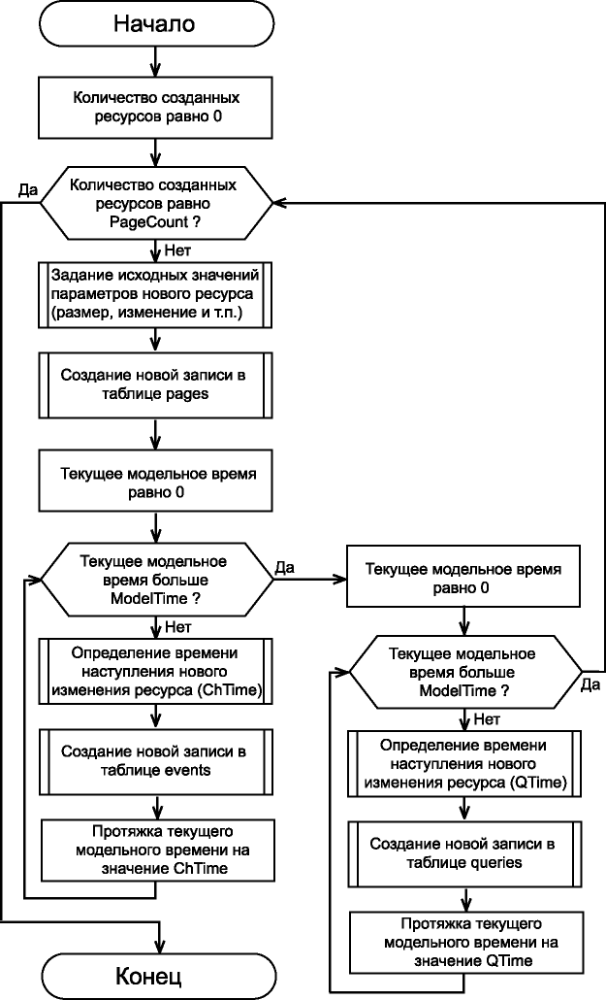 Начало
Количество созданных
ресурсов равно 0
Да
Количество созданных
ресурсов равно
PageCount ?
Нет
Задание исходных значений
параметров нового ресурса
(размер, изменение и т.п.)
Создание новой записи в
таблице pages
Текущее модельное время
равно 0
Текущее модельное
время больше
ModelTime ?
Да
Нет
Определение времени
наступления нового
изменения ресурса (ChTime)
Создание новой записи в
таблице events
Протяжка текущего
модельного времени на
значение ChTime
Текущее модельное время
равно 0
Текущее модельное
время больше
ModelTime ?
Да
Нет
Определение времени
наступления нового
изменения ресурса (QTime)
Создание новой записи в
таблице queries
Протяжка текущего
модельного времени на
значение QTime
Конец